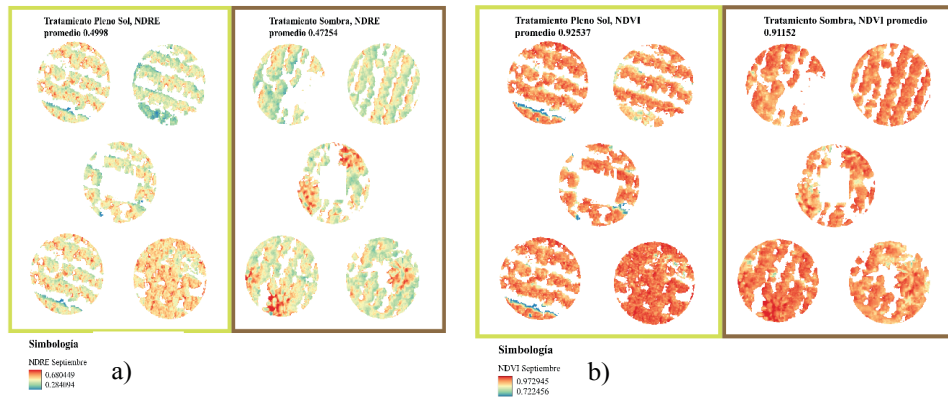 Tratamiento Pleno Sol, NDRE
promedio 0.4998
Tratamiento Sombra, NDRE
promedio 0.47254
Simbología
NDRE Septiembre
0.680449
0.284094
a)
Tratamiento Pleno Sol, NDVI
promedio 0.92537
Tratamiento Sombra, NDVI promedio
0.91152
Simbología
NDVI Septiembre
0.972945
0.722456
b)